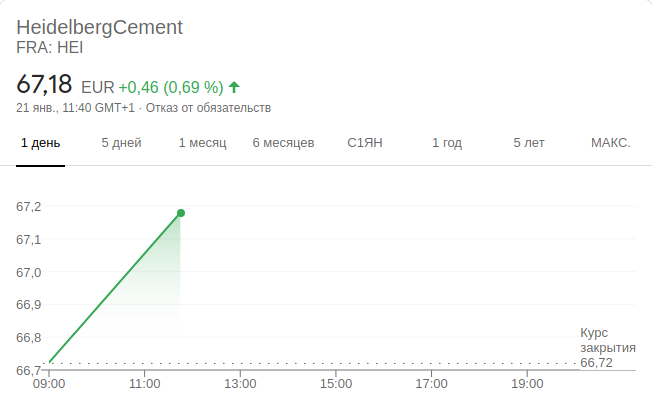 HeidelbergCement
FRA: HEI
67,18 EUR +0,46 (0,69 %)
21 янв., 11:40 GMT+1 · Отказ от обязательств
1 день 5 дней 1 месяц 6 месяцев С1ЯН 1 год 5 лет МАКС.
67,2
67,1
67,0
66,9
66,8
66,7
Курс
закрытия
66,72
09:00 11:00 13:00 15:00 17:00 19:00